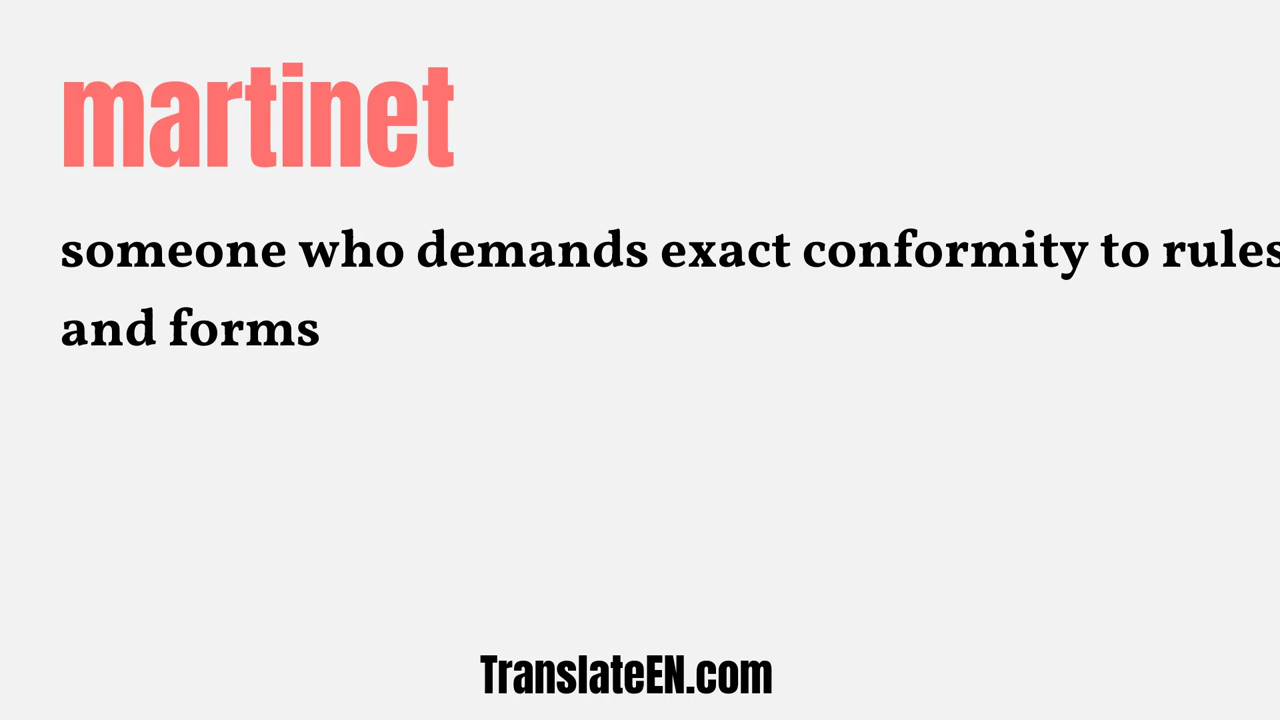 martinet
someone who demands exact conformity to rules
and forms
TranslateEN.com